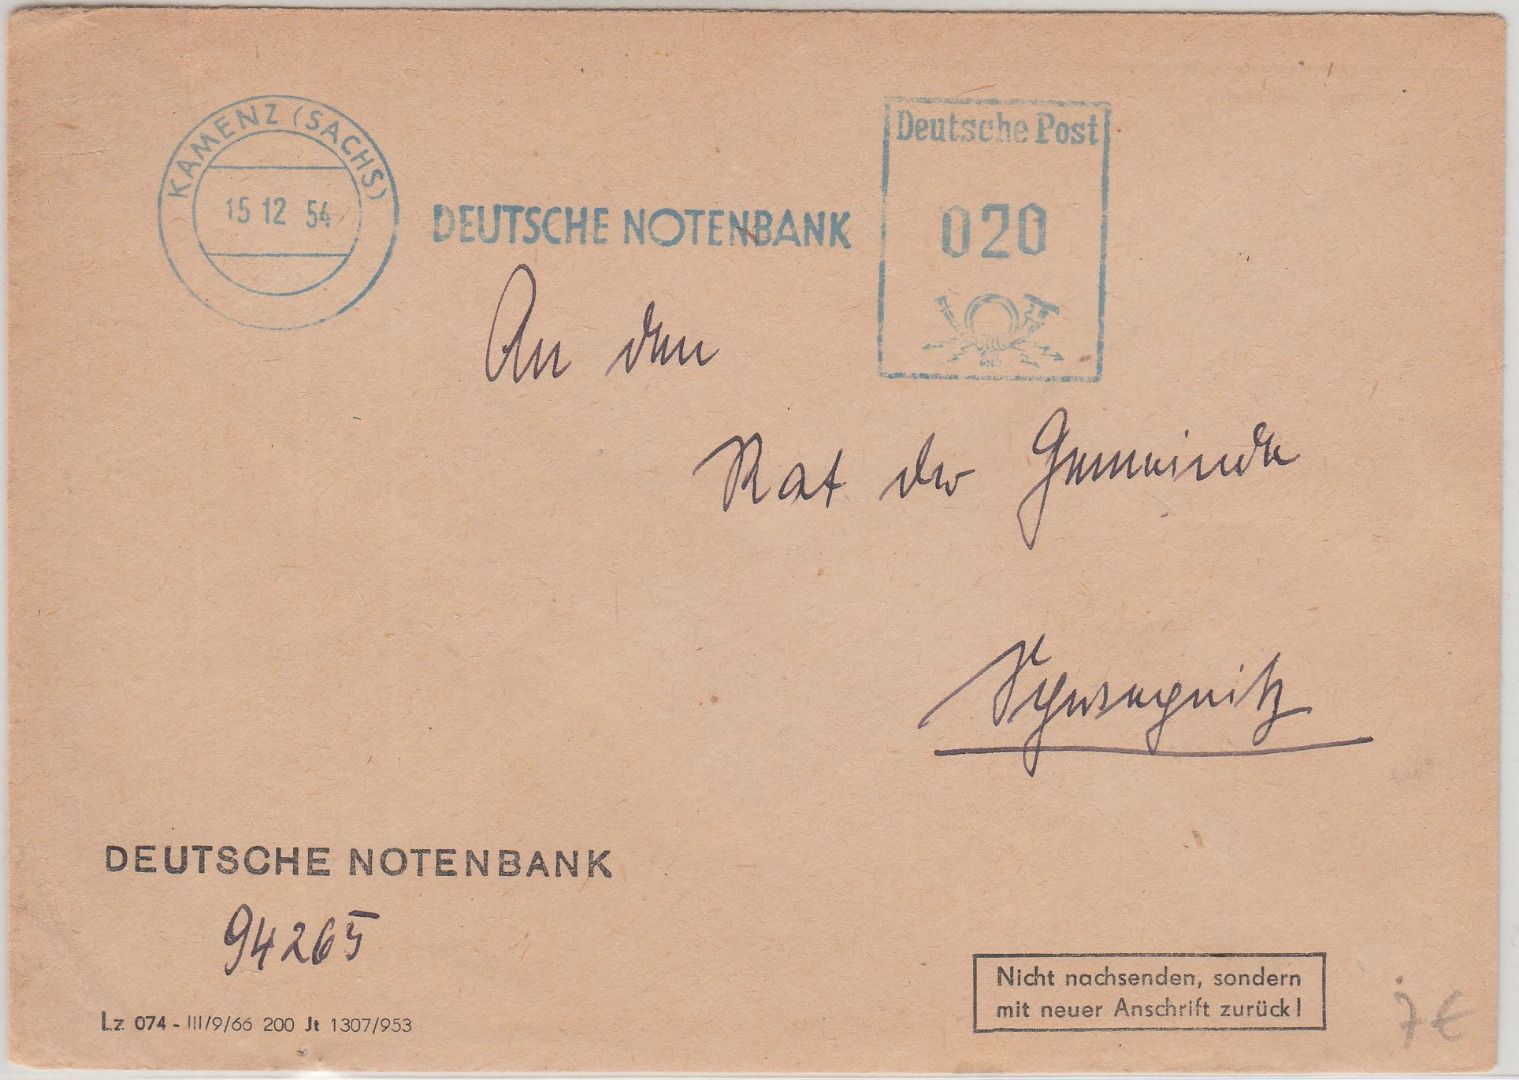 KAMENZ (SACHS)
15 12 54
DEUTSCHE NOTENBANK
Deutsche Post
020
An den
Rat der Gemeinde
DEUTSCHE NOTENBANK
94265
Lz 074 - III/9/66 200 Jt 1307/953
Nicht nachsenden, sondern
mit neuer Anschrift zurück!
7 €